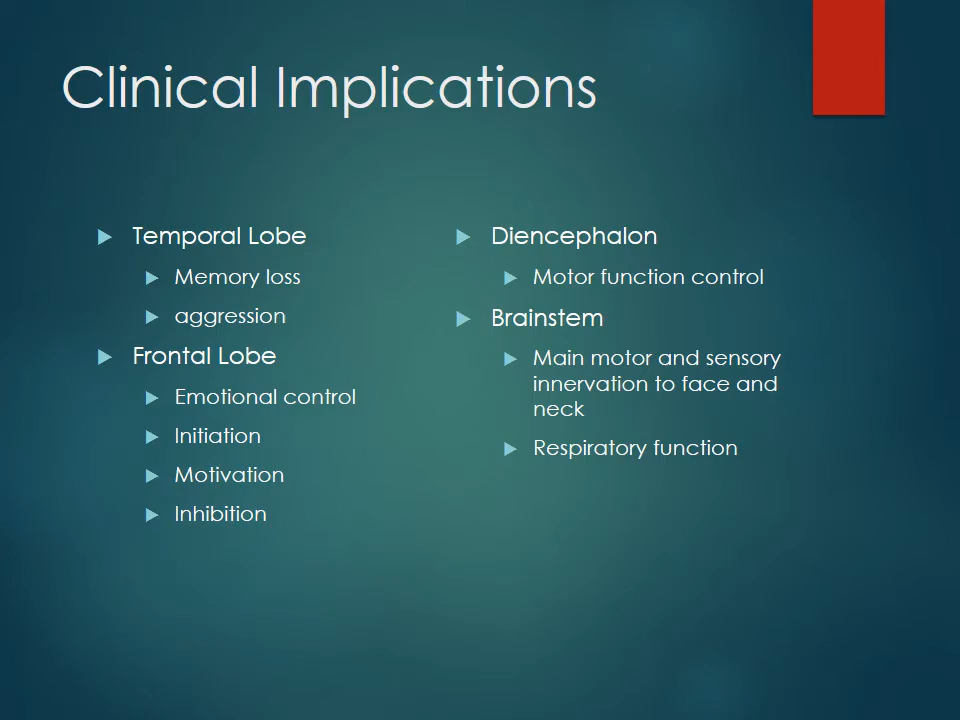 Clinical Implications
Temporal Lobe
Memory loss
aggression
Frontal Lobe
Emotional control
Initiation
Motivation
Inhibition
Diencephalon
Motor function control
Brainstem
Main motor and sensory
innervation to face and
neck
Respiratory function